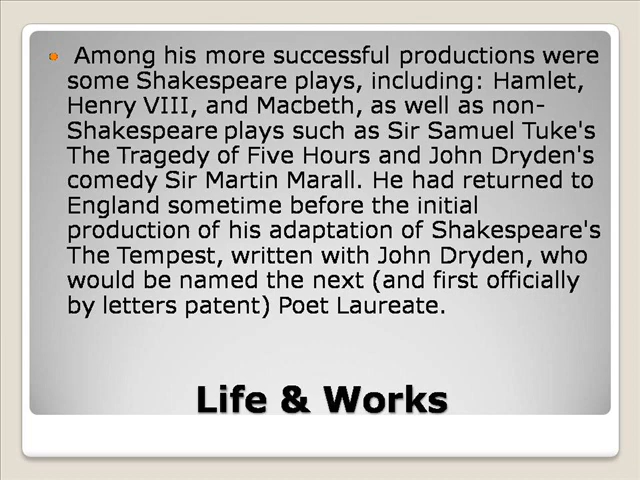 Among his more successful productions were
some Shakespeare plays, including: Hamlet,
Henry VIII, and Macbeth, as well as non-
Shakespeare plays such as Sir Samuel Tuke's
The Tragedy of Five Hours and John Dryden's
comedy Sir Martin Marall. He had returned to
England sometime before the initial
production of his adaptation of Shakespeare's
The Tempest, written with John Dryden, who
would be named the next (and first officially
by letters patent) Poet Laureate.
Life & Works